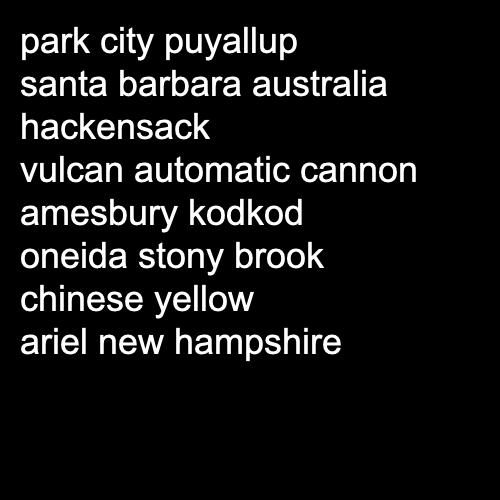 park city puyallup
santa barbara australia
hackensack
vulcan automatic cannon
amesbury kodkod
oneida stony brook
chinese yellow
ariel new hampshire